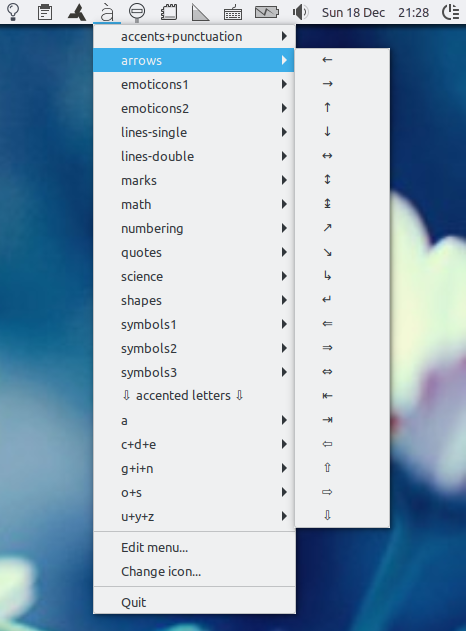 à
Sun 18 Dec 21:28
accents+punctuation
arrows
emoticons1
emoticons2
lines-single
lines-double
marks
math
numbering
quotes
science
shapes
symbols1
symbols2
symbols3
⇩ accented letters ⇩
a
c+d+e
g+i+n
o+s
u+y+z
Edit menu...
Change icon...
Quit
←
→
↑
↓
↔
↕
↨
↗
↘
↳
↵
⇐
⇒
⇔
⇤
⇥
⇦
⇧
⇨
⇩